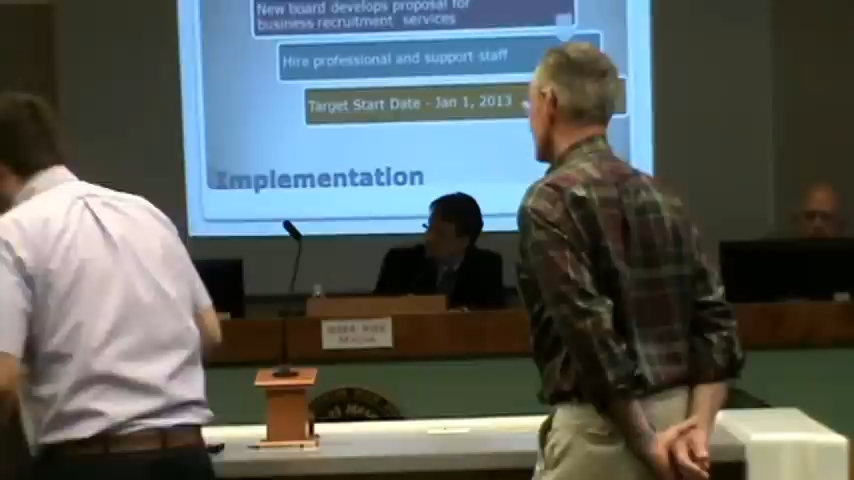 New board develops proposal for
business recruitment services
Hire professional and support staff
Target Start Date - Jan 1, 2013
Implementation